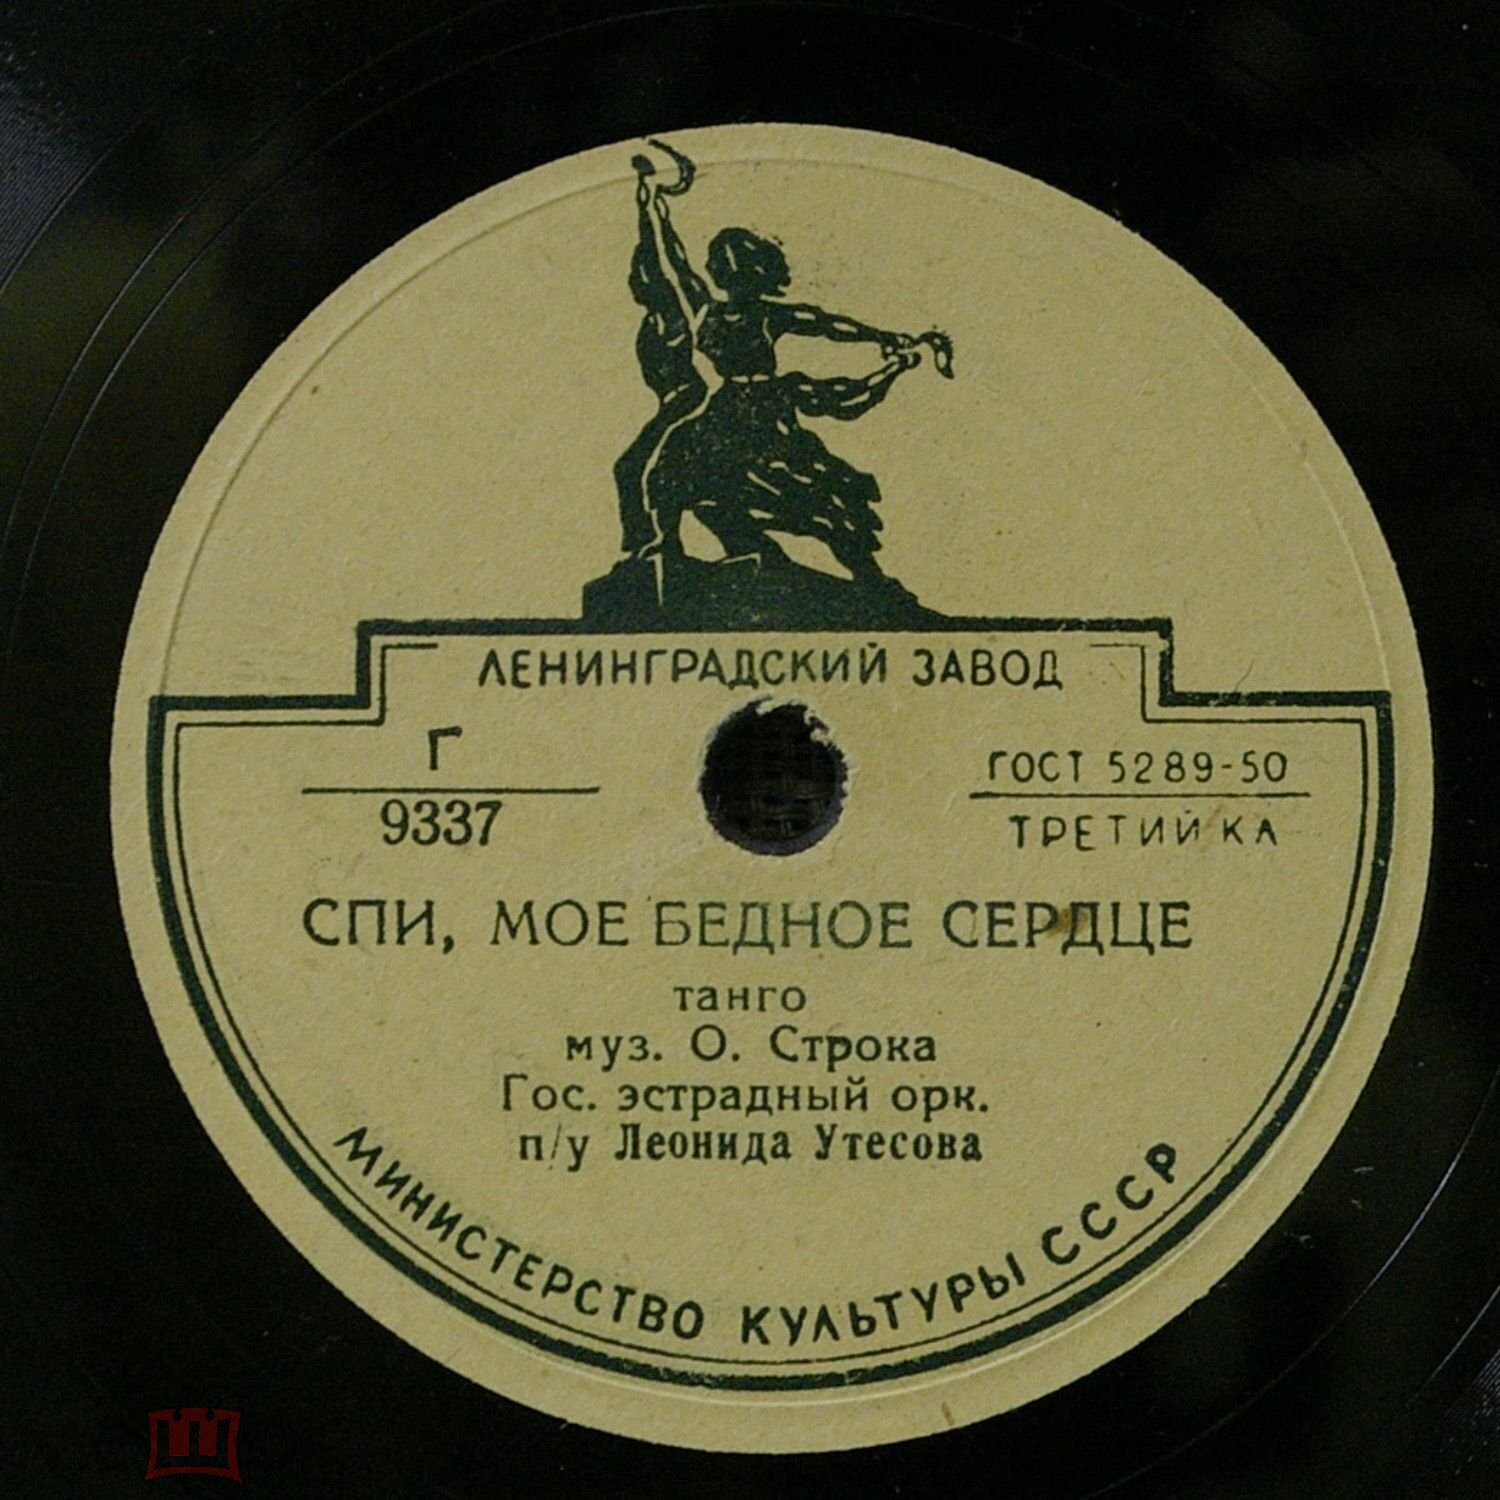 ЛЕНИНГРАДСКИЙ ЗАВОД
Г
9337
ГОСТ 5289-50
ТРЕТИЙ КА
СПИ, МОЕ БЕДНОЕ СЕРДЦЕ
танго
муз. О. Строка
Гос. эстрадный орк.
п/у Леонида Утесова
МИНИСТЕРСТВО КУЛЬТУРЫ СССР